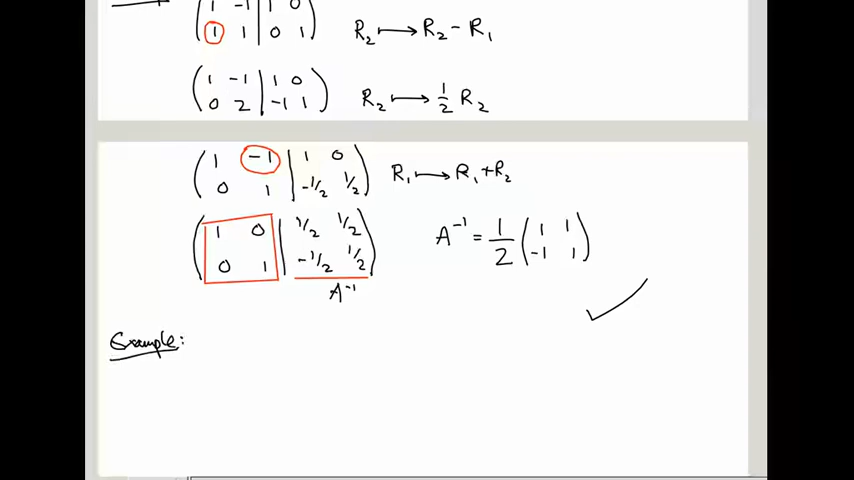 ( 1 -1 | 1 0 )
( 1 1 | 0 1 ) R₂ ⟼ R₂ - R₁
( 1 -1 | 1 0 )
( 0 2 | -1 1 ) R₂ ⟼ 1/2 R₂
( 1 -1 | 1 0 ) R₁ ⟼ R₁ + R₂
( 0 1 | -1/2 1/2 )
( 1 0 | 1/2 1/2 ) A⁻¹ = 1/2 ( 1 1
( 0 1 | -1/2 1/2 ) -1 1 )
A⁻¹
Example: